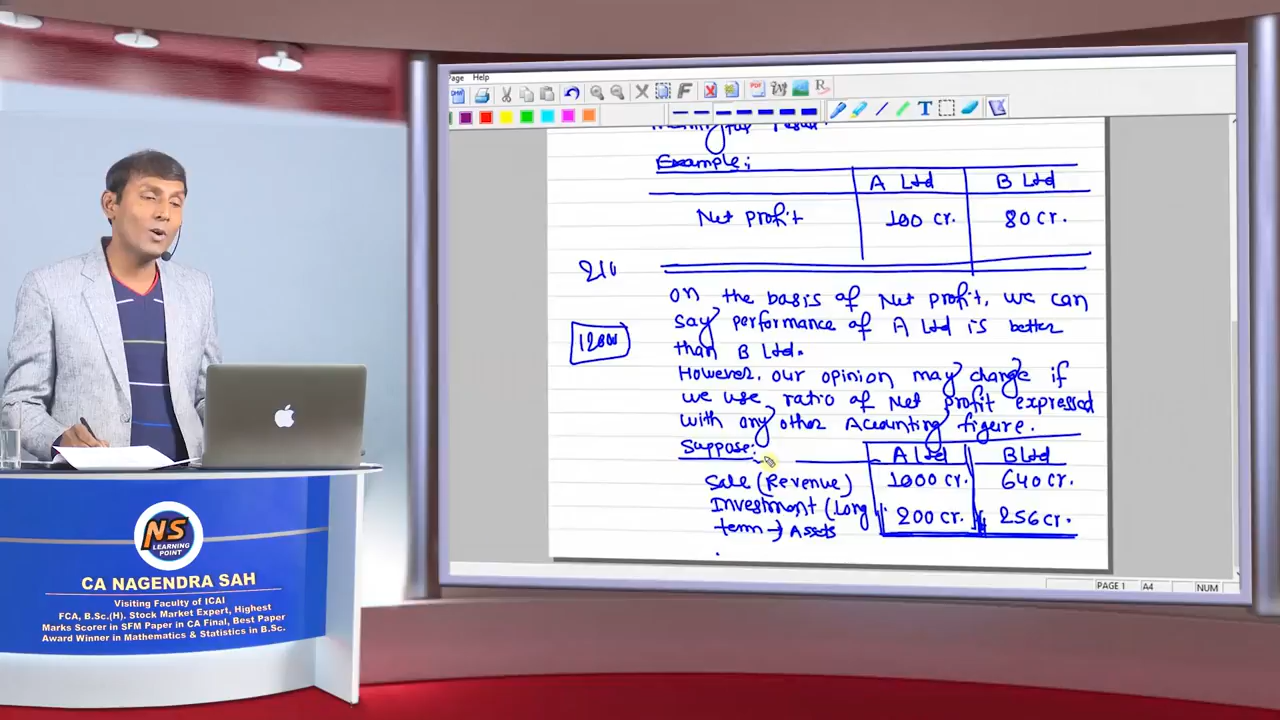 Page Help
Example:
A Ltd B Ltd
Net profit 100 cr. 80 cr.
on the basis of Net profit, we can
say performance of A Ltd is better
than B Ltd.
However, our opinion may change if
we use ratio of Net profit expressed
with any other Accounting figure.
Suppose: A Ltd B Ltd
Sale (Revenue) 1000 cr. 640 cr.
Investment (Long 200 cr. 256 cr.
term → Assets
PAGE 1 A4 NUM
NS
LEARNING
POINT
CA NAGENDRA SAH
Visiting Faculty of ICAI
FCA, B.Sc.(H). Stock Market Expert, Highest
Marks Scorer in SFM Paper in CA Final, Best Paper
Award Winner in Mathematics & Statistics in B.Sc.